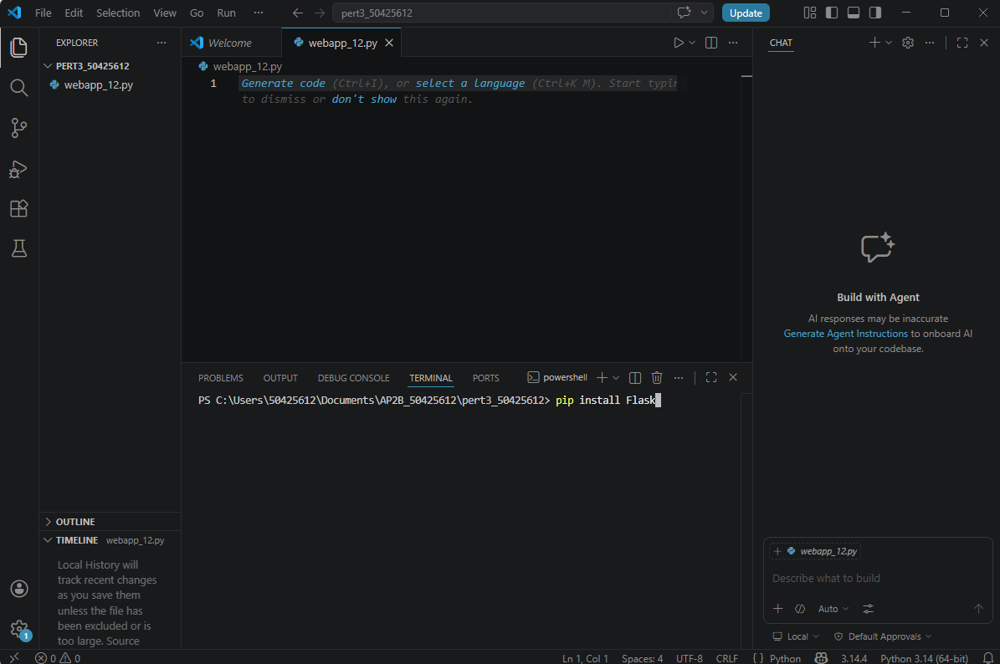 File Edit Selection View Go Run ··· pert3_50425612 Update
EXPLORER ···
PERT3_50425612
webapp_12.py
OUTLINE
TIMELINE webapp_12.py
Local History will
track recent changes
as you save them
unless the file has
been excluded or is
too large. Source
Welcome webapp_12.py
webapp_12.py
1 Generate code (Ctrl+I), or select a language (Ctrl+K M). Start
to dismiss or don't show this again.
PROBLEMS OUTPUT DEBUG CONSOLE TERMINAL PORTS powershell
PS C:\Users\50425612\Documents\AP2B_50425612\pert3_50425612> pip install Flask
CHAT
Build with Agent
AI responses may be inaccurate
Generate Agent Instructions to onboard AI
onto your codebase.
webapp_12.py
Describe what to build
Auto
Local Default Approvals
1
0 0 Ln 1, Col 1 Spaces: 4 UTF-8 CRLF { } Python 3.14.4 Python 3.14 (64-bit)